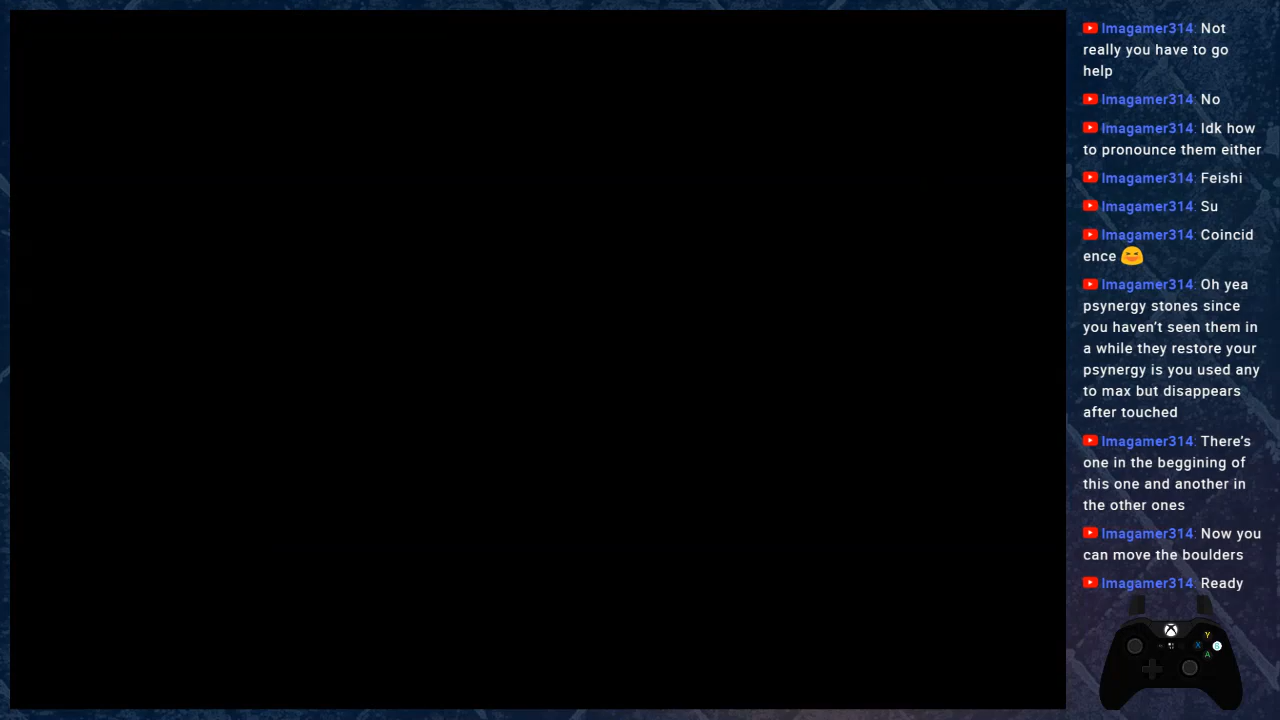 Imagamer314: Not
really you have to go
help
Imagamer314: No
Imagamer314: Idk how
to pronounce them either
Imagamer314: Feishi
Imagamer314: Su
Imagamer314: Coincid
ence
Imagamer314: Oh yea
psynergy stones since
you haven't seen them in
a while they restore your
psynergy is you used any
to max but disappears
after touched
Imagamer314: There's
one in the beggining of
this one and another in
the other ones
Imagamer314: Now you
can move the boulders
Imagamer314: Ready
Y
X
A